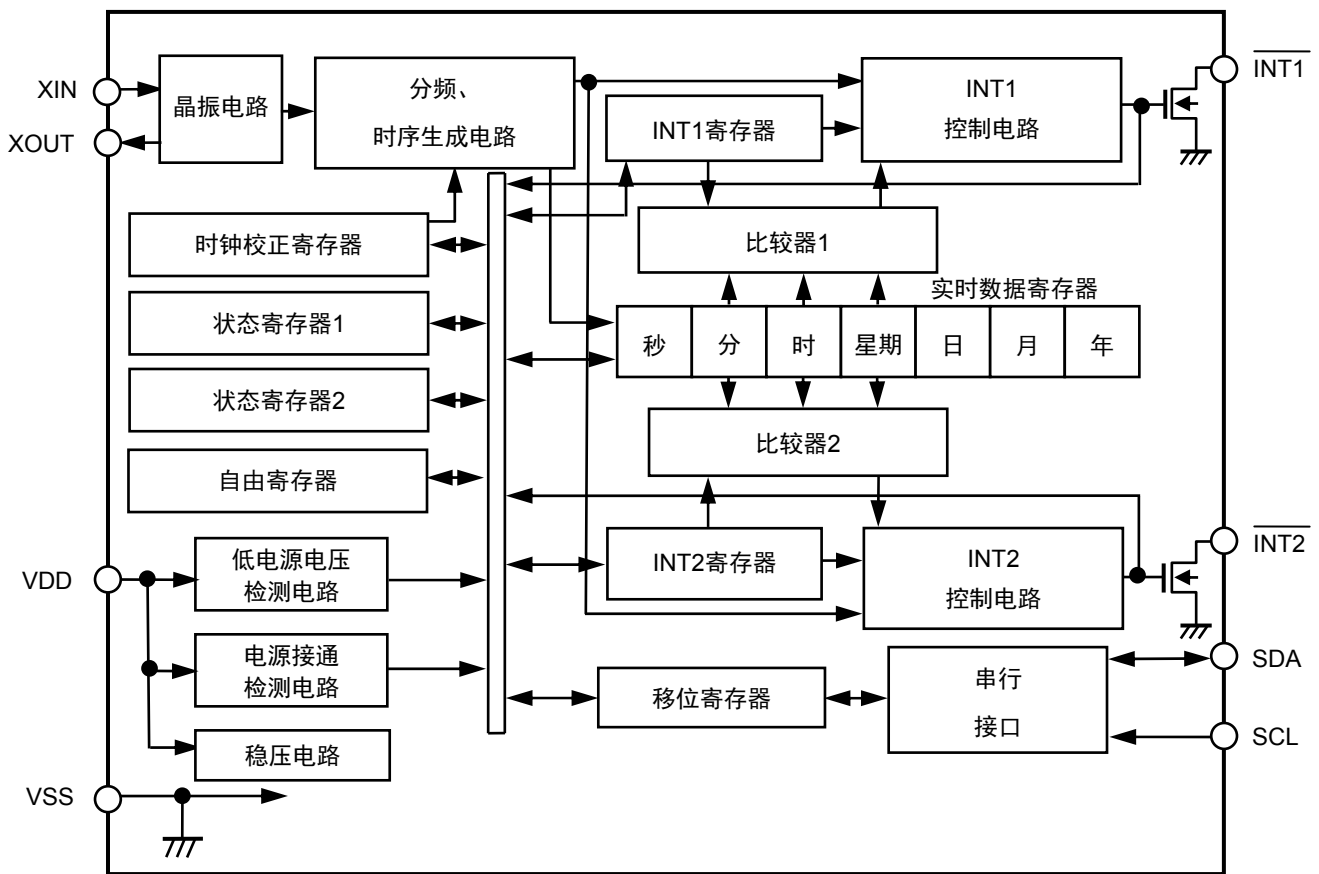 XIN
XOUT
晶振电路
分频、
时序生成电路
INT1寄存器
INT1
控制电路
INT1
时钟校正寄存器
比较器1
实时数据寄存器
状态寄存器1
秒 分 时 星期 日 月 年
状态寄存器2
比较器2
自由寄存器
VDD
低电源电压
检测电路
INT2寄存器
INT2
控制电路
INT2
电源接通
检测电路
移位寄存器
串行
接口
SDA
SCL
稳压电路
VSS